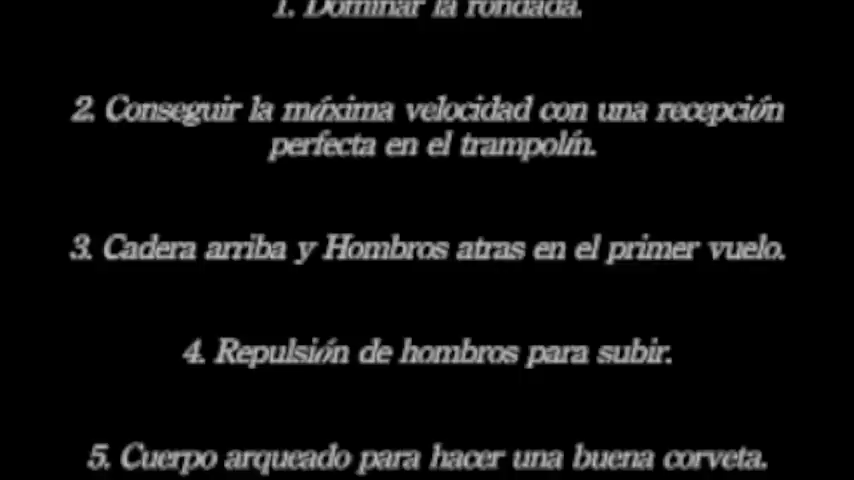 1. Dominar la rondada.
2. Conseguir la máxima velocidad con una recepción
perfecta en el trampolín.
3. Cadera arriba y Hombros atras en el primer vuelo.
4. Repulsión de hombros para subir.
5. Cuerpo arqueado para hacer una buena corveta.